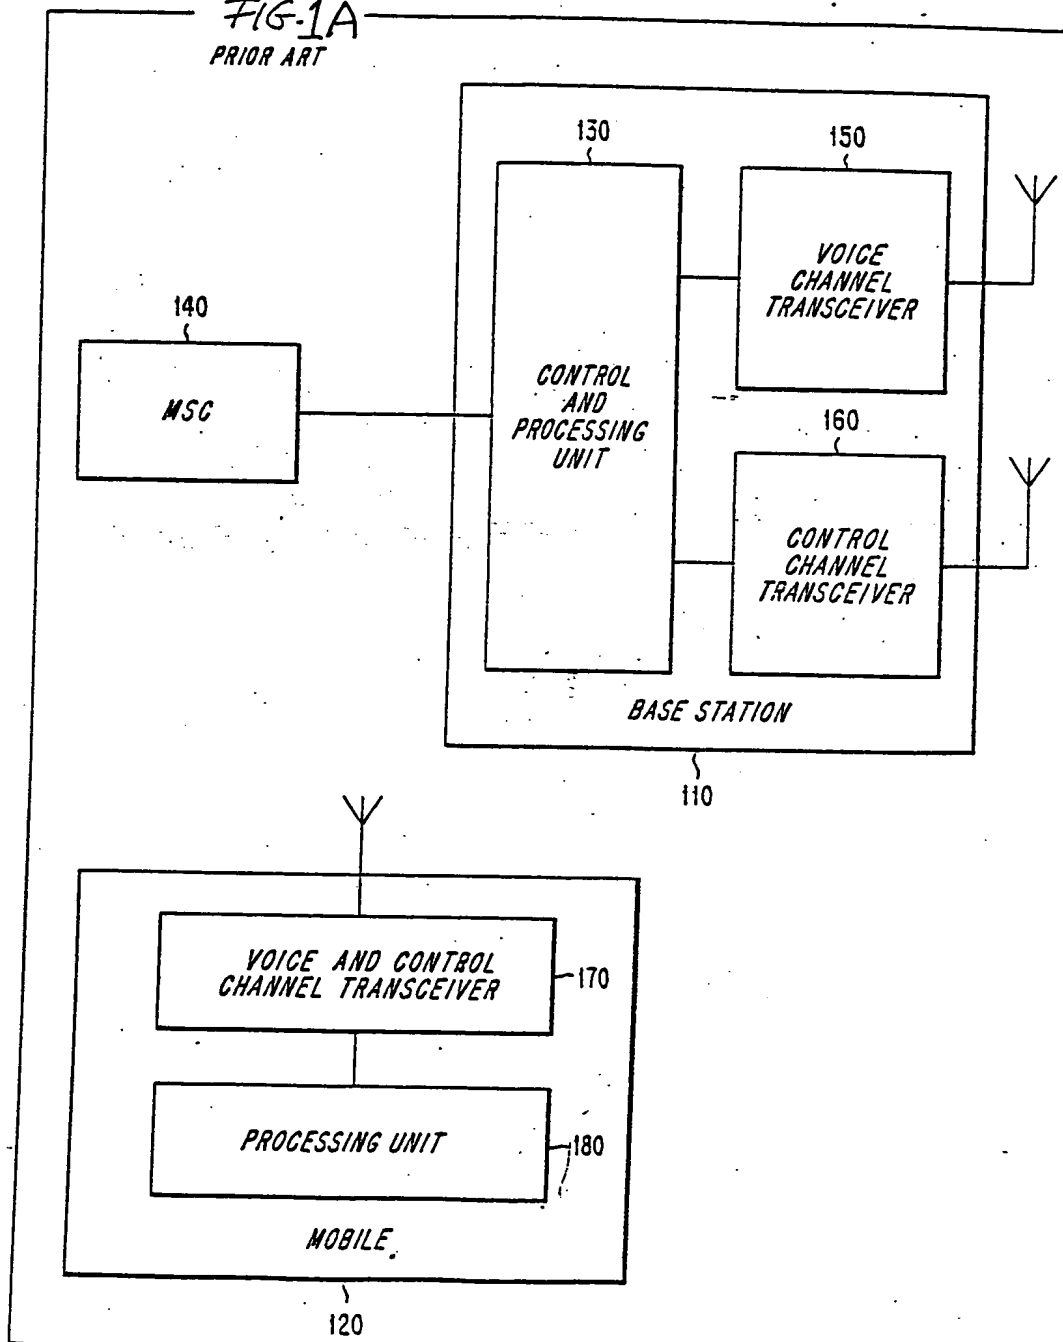 FIG.1A
PRIOR ART
130
150
VOICE
CHANNEL
TRANSCEIVER
140
MSC
CONTROL
AND
PROCESSING
UNIT
160
CONTROL
CHANNEL
TRANSCEIVER
BASE STATION
110
VOICE AND CONTROL
CHANNEL TRANSCEIVER
170
PROCESSING UNIT
180
MOBILE
120